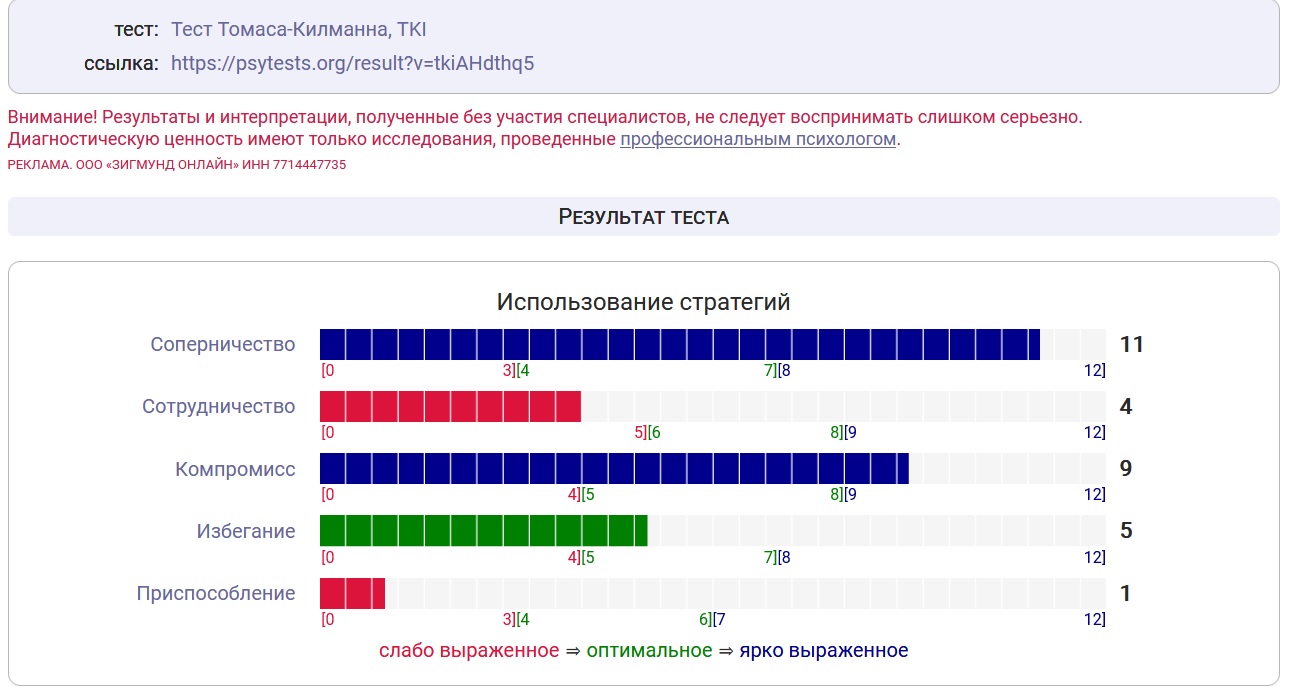 тест: Тест Томаса-Килманна, TKI
ссылка: https://psytests.org/result?v=tkiAHdthq5
Внимание! Результаты и интерпретации, полученные без участия специалистов, не следует воспринимать слишком серьезно.
Диагностическую ценность имеют только исследования, проведенные профессиональным психологом.
РЕКЛАМА. ООО «ЗИГМУНД ОНЛАЙН» ИНН 7714447735
РЕЗУЛЬТАТ ТЕСТА
Использование стратегий
Соперничество 11
[0 3][4 7][8 12]
Сотрудничество 4
[0 5][6 8][9 12]
Компромисс 9
[0 4][5 8][9 12]
Избегание 5
[0 4][5 7][8 12]
Приспособление 1
[0 3][4 6][7 12]
слабо выраженное ⇒ оптимальное ⇒ ярко выраженное